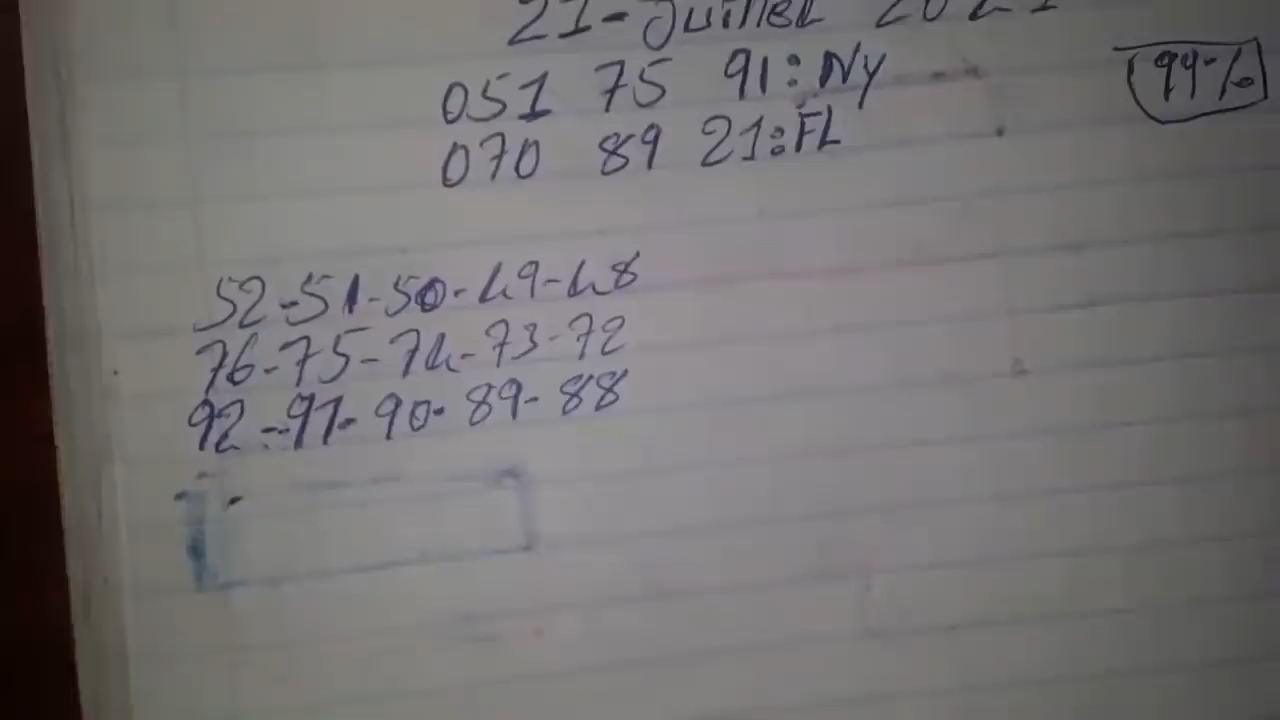 21-Juillet 2021
051 75 91:NY
99%
070 89 21:FL
52-51-50-49-48
76-75-74-73-72
92-91-90-89-88